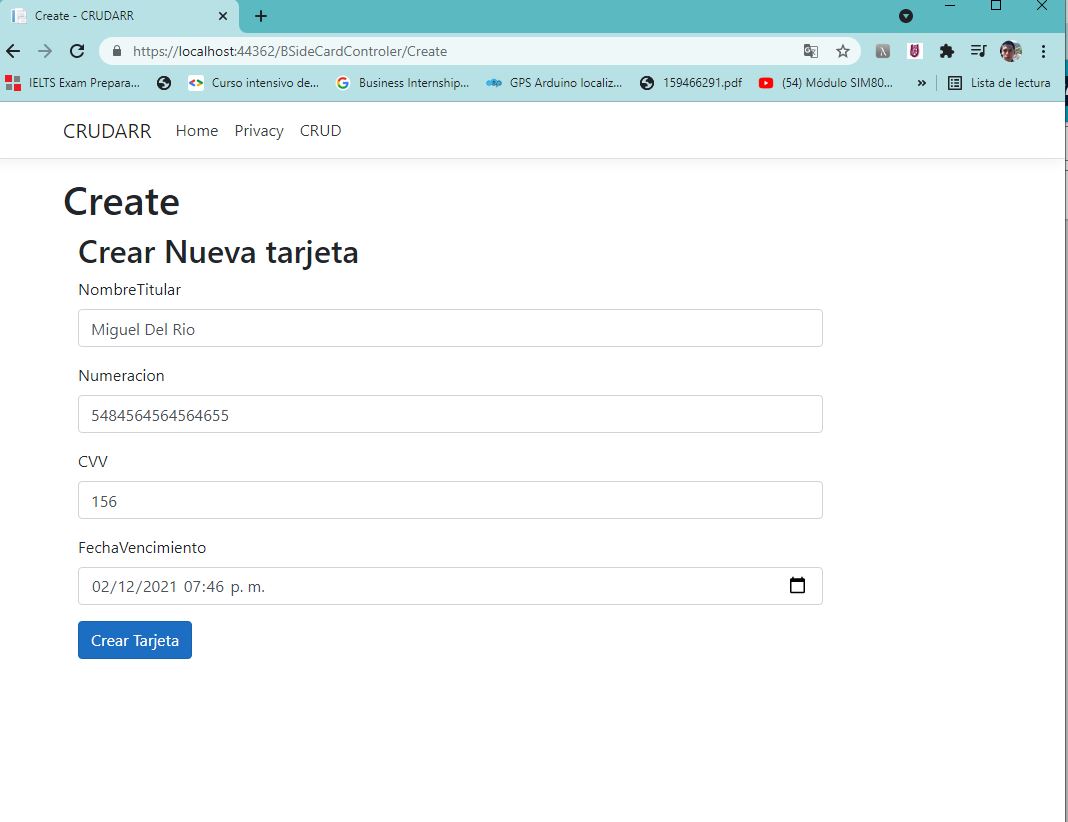 Create - CRUDARR
https://localhost:44362/BSideCardControler/Create
IELTS Exam Prepara... Curso intensivo de... Business Internship... GPS Arduino localiz... 159466291.pdf (54) Módulo SIM80... » Lista de lectura
CRUDARR Home Privacy CRUD
Create
Crear Nueva tarjeta
NombreTitular
Miguel Del Rio
Numeracion
5484564564564655
CVV
156
FechaVencimiento
02/12/2021 07:46 p. m.
Crear Tarjeta